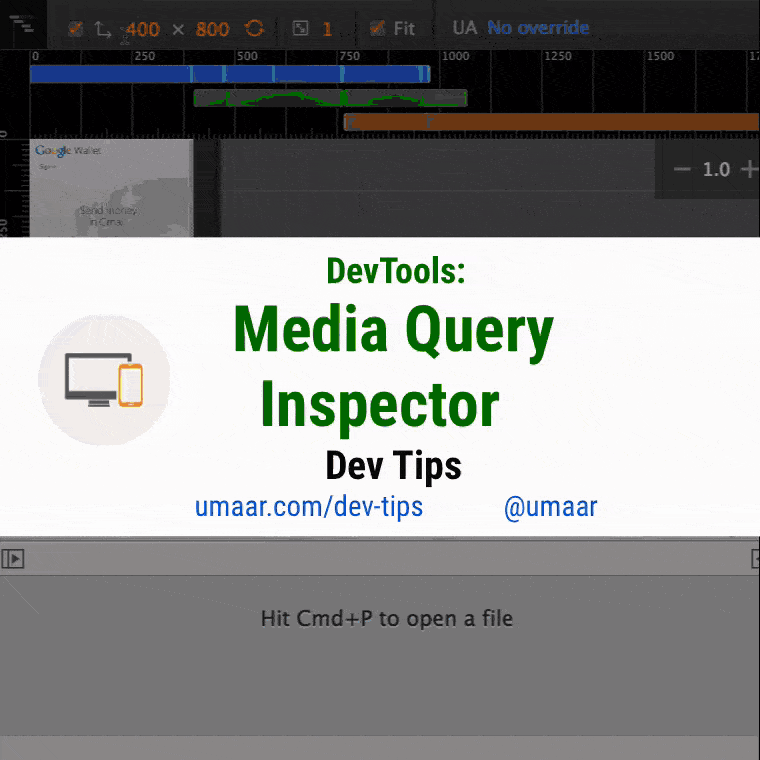 400 × 800 1 Fit UA No override
0 250 500 750 1000 1250 1500
Google Wallet
− 1.0 +
Send money
in Gmail
250
DevTools:
Media Query
Inspector
Dev Tips
umaar.com/dev-tips @umaar
Hit Cmd+P to open a file